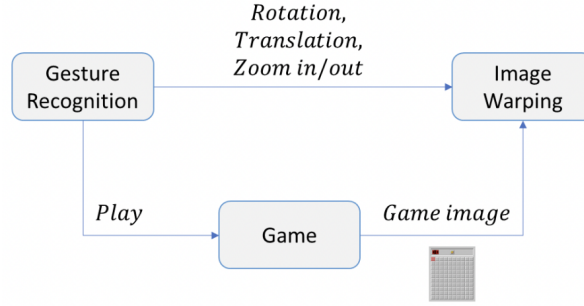 Rotation,
Translation,
Zoom in/out
Gesture
Recognition
Image
Warping
Play
Game
Game image